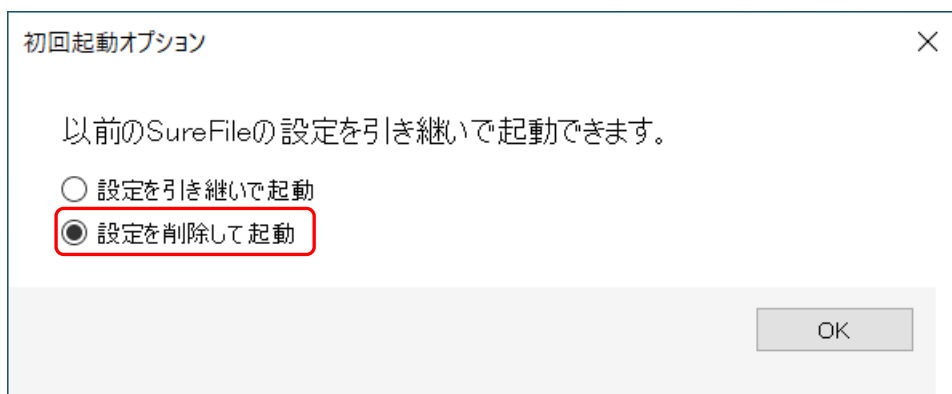 初回起動オプション
以前のSureFileの設定を引き継いで起動できます。
設定を引き継いで起動
設定を削除して起動
OK